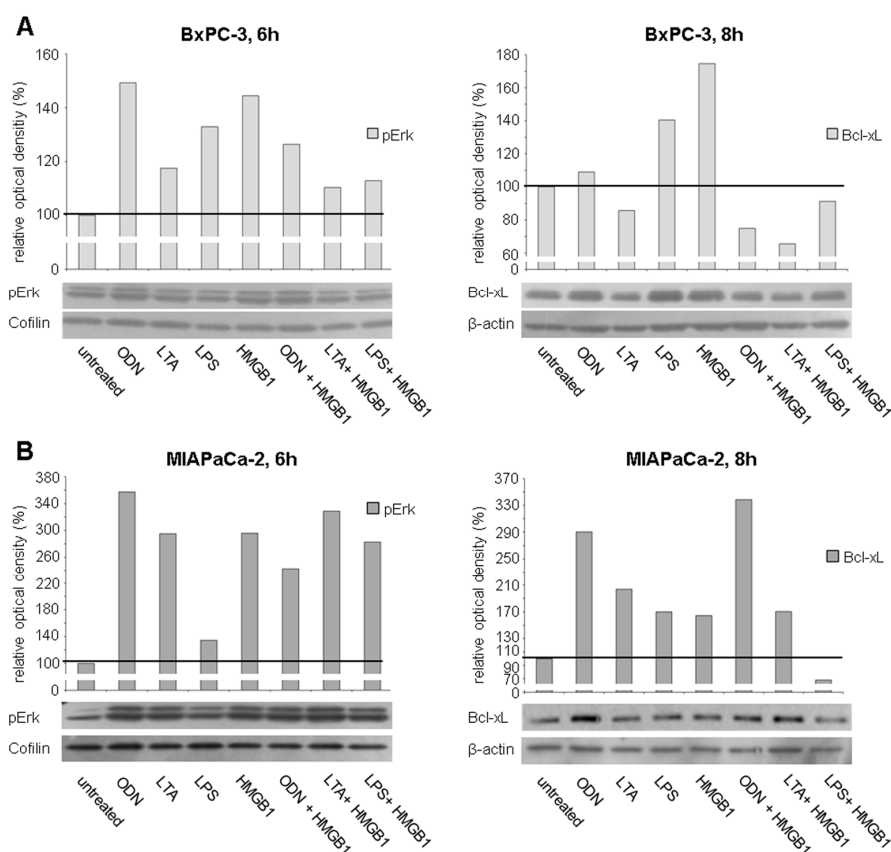 A
BxPC-3, 6h
relative optical densitiy (%)
160
140
120
100
0
pErk
pErk
Cofilin
untreated
ODN
LTA
LPS
HMGB1
ODN + HMGB1
LTA+ HMGB1
LPS+ HMGB1
BxPC-3, 8h
relative optical densitiy (%)
180
160
140
120
100
80
60
0
Bcl-xL
Bcl-xL
β-actin
untreated
ODN
LTA
LPS
HMGB1
ODN + HMGB1
LTA+ HMGB1
LPS+ HMGB1
B
MIAPaCa-2, 6h
relative optical density (%)
380
340
300
260
220
180
140
100
0
pErk
pErk
Cofilin
untreated
ODN
LTA
LPS
HMGB1
ODN + HMGB1
LTA+ HMGB1
LPS+ HMGB1
MIAPaCa-2, 8h
relative optical density (%)
370
330
290
250
210
170
130
110
90
70
0
Bcl-xL
Bcl-xL
β-actin
untreated
ODN
LTA
LPS
HMGB1
ODN + HMGB1
LTA+ HMGB1
LPS+ HMGB1